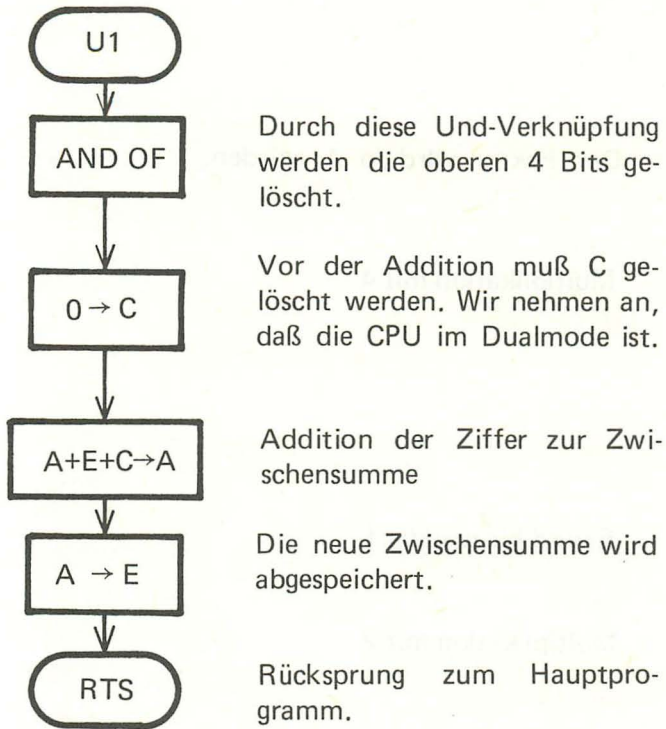 U1
AND OF
Durch diese Und-Verknüpfung
werden die oberen 4 Bits ge-
löscht.
0 → C
Vor der Addition muß C ge-
löscht werden. Wir nehmen an,
daß die CPU im Dualmode ist.
A+E+C→A
Addition der Ziffer zur Zwi-
schensumme
A → E
Die neue Zwischensumme wird
abgespeichert.
RTS
Rücksprung zum Hauptpro-
gramm.